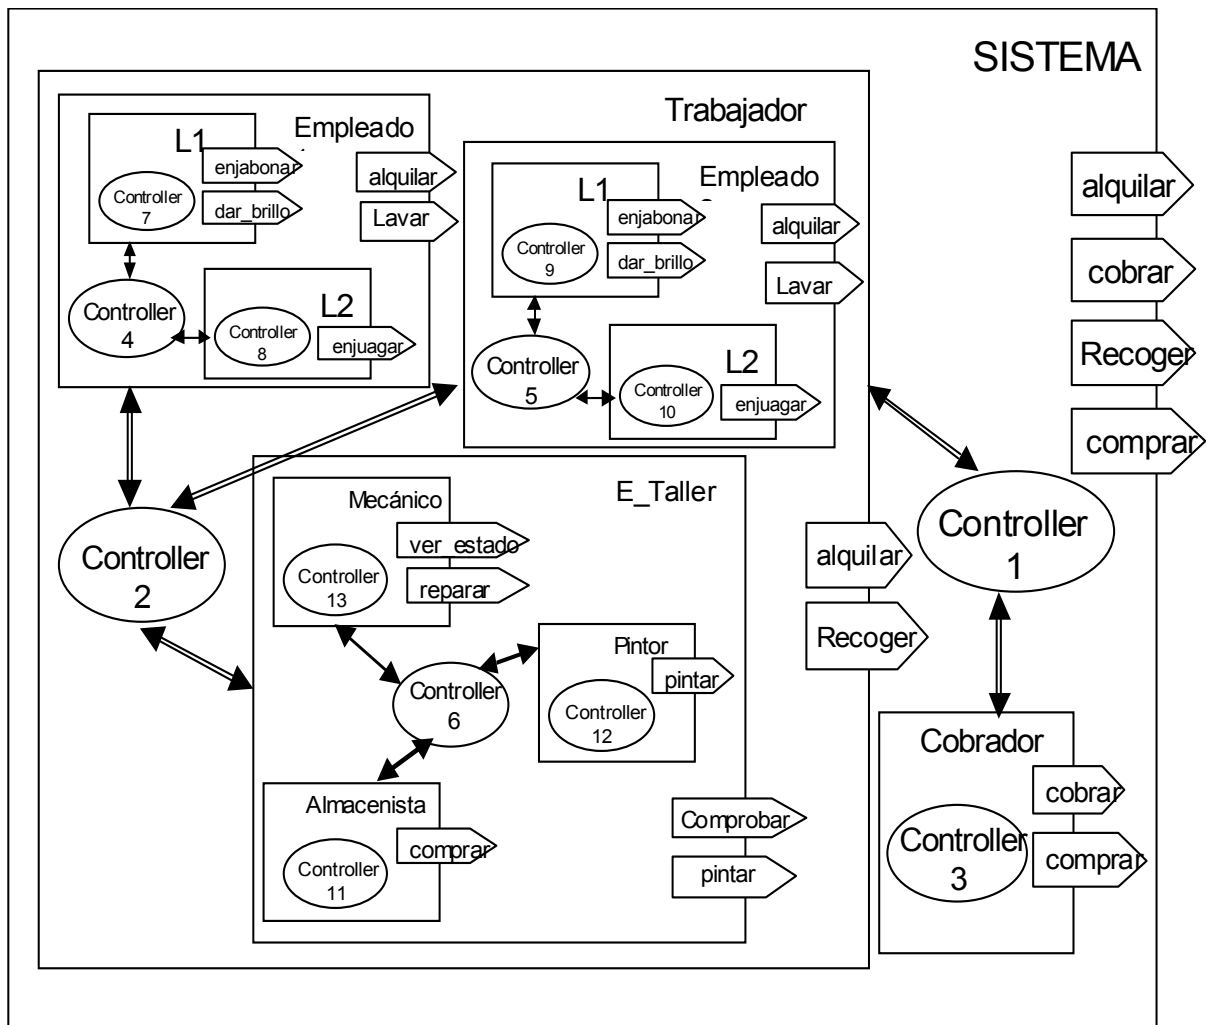 SISTEMA
Trabajador
Empleado
L1
enjabonar
dar_brillo
Controller
7
alquilar
Lavar
Controller
4
L2
Controller
8
enjuagar
Empleado
L1
enjabonar
dar_brillo
Controller
9
alquilar
Lavar
Controller
5
L2
Controller
10
enjuagar
alquilar
cobrar
Recoger
comprar
Controller
2
E_Taller
Mecánico
ver_estado
reparar
Controller
13
Controller
6
Pintor
pintar
Controller
12
Almacenista
comprar
Controller
11
Comprobar
pintar
alquilar
Recoger
Controller
1
Cobrador
cobrar
comprar
Controller
3